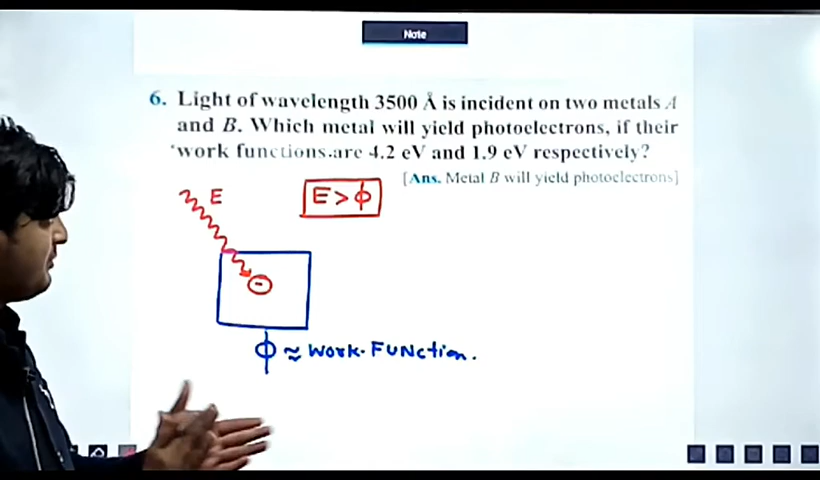 Note
6. Light of wavelength 3500 Å is incident on two metals A
and B. Which metal will yield photoelectrons, if their
work functions are 4.2 eV and 1.9 eV respectively?
[Ans. Metal B will yield photoelectrons]
E
E > ϕ
-
ϕ ≈ Work. FUNction.